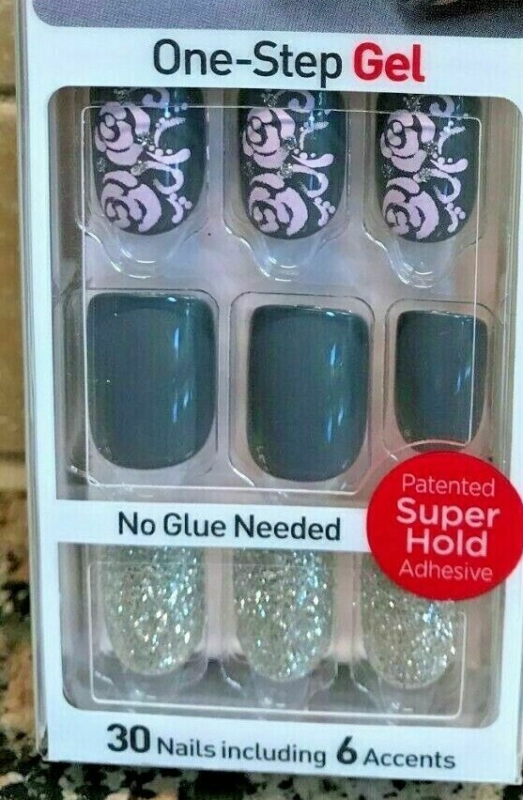 One-Step Gel
No Glue Needed
Patented
Super
Hold
Adhesive
30 Nails including 6 Accents